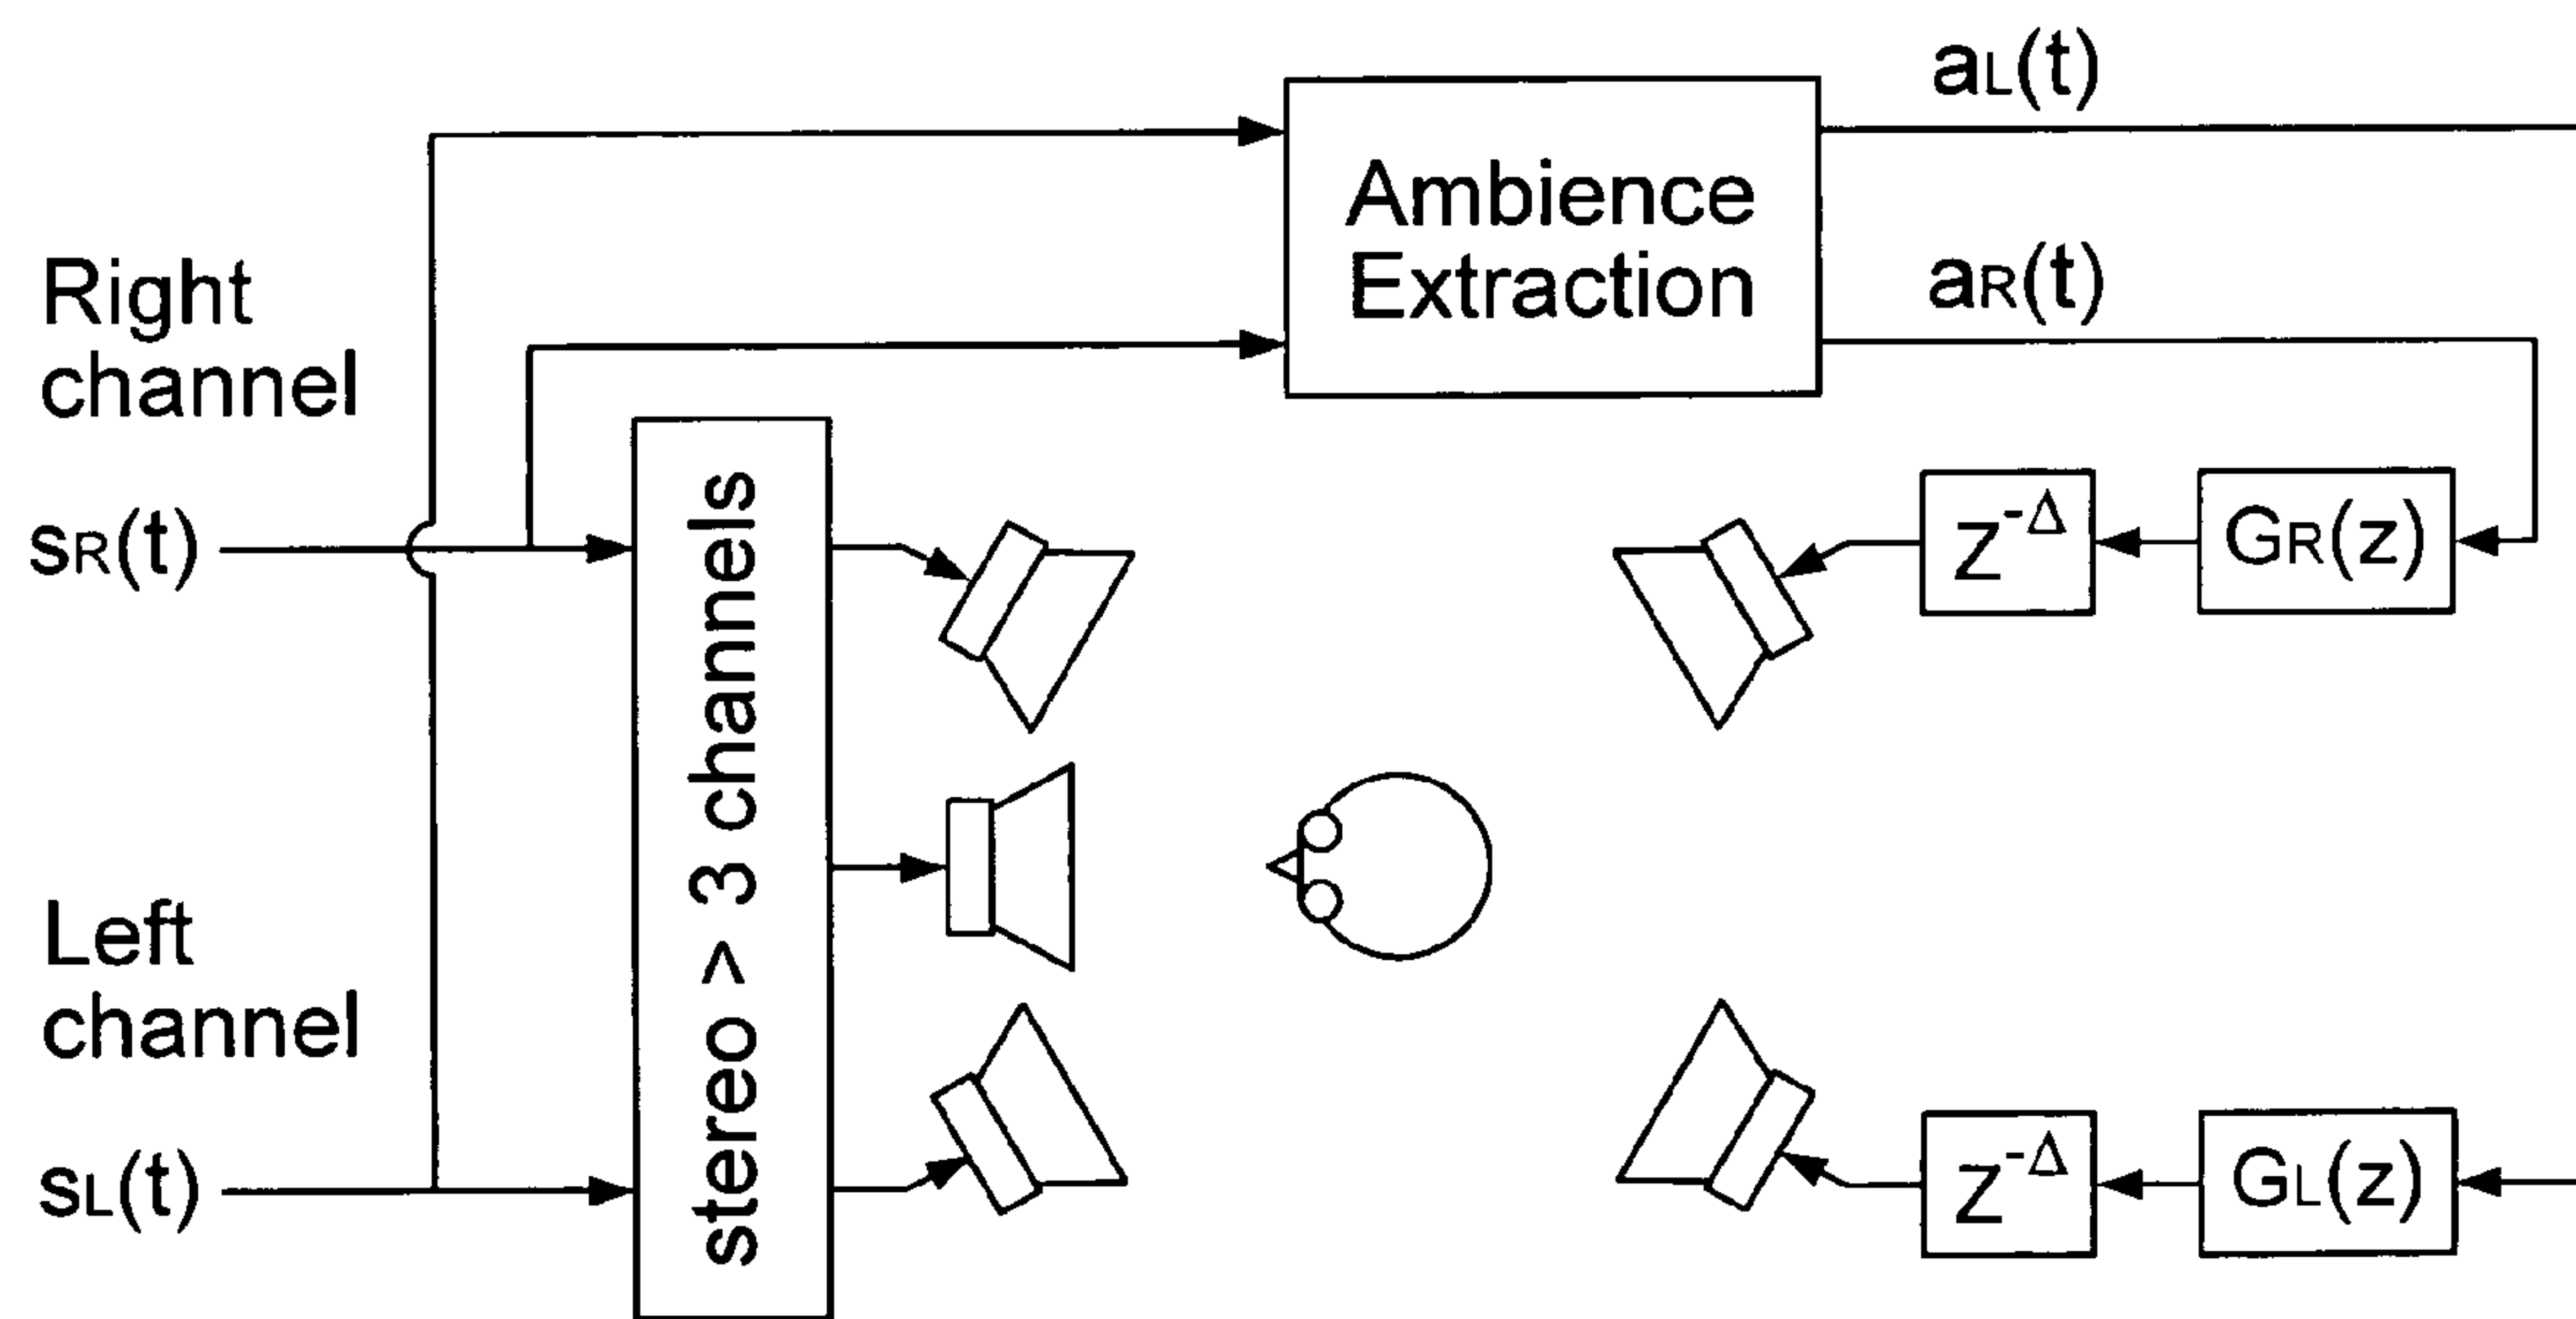 aL(t)
Ambience
Extraction
aR(t)
Right
channel
sR(t)
stereo > 3 channels
Z-Δ
GR(z)
Left
channel
sL(t)
Z-Δ
GL(z)